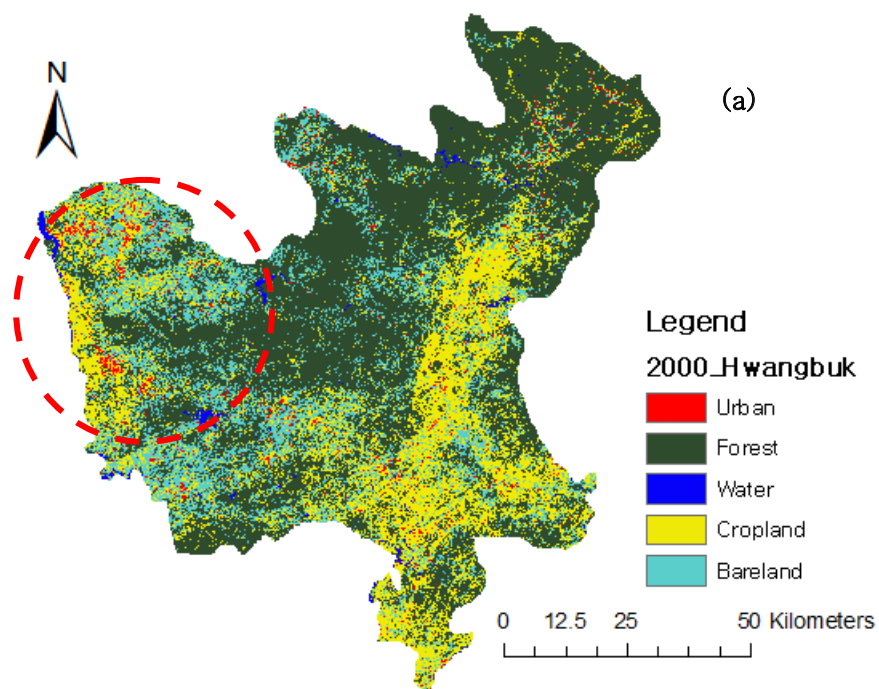 (a)
N
Legend
2000_Hwangbuk
Urban
Forest
Water
Cropland
Bareland
0 12.5 25 50 Kilometers